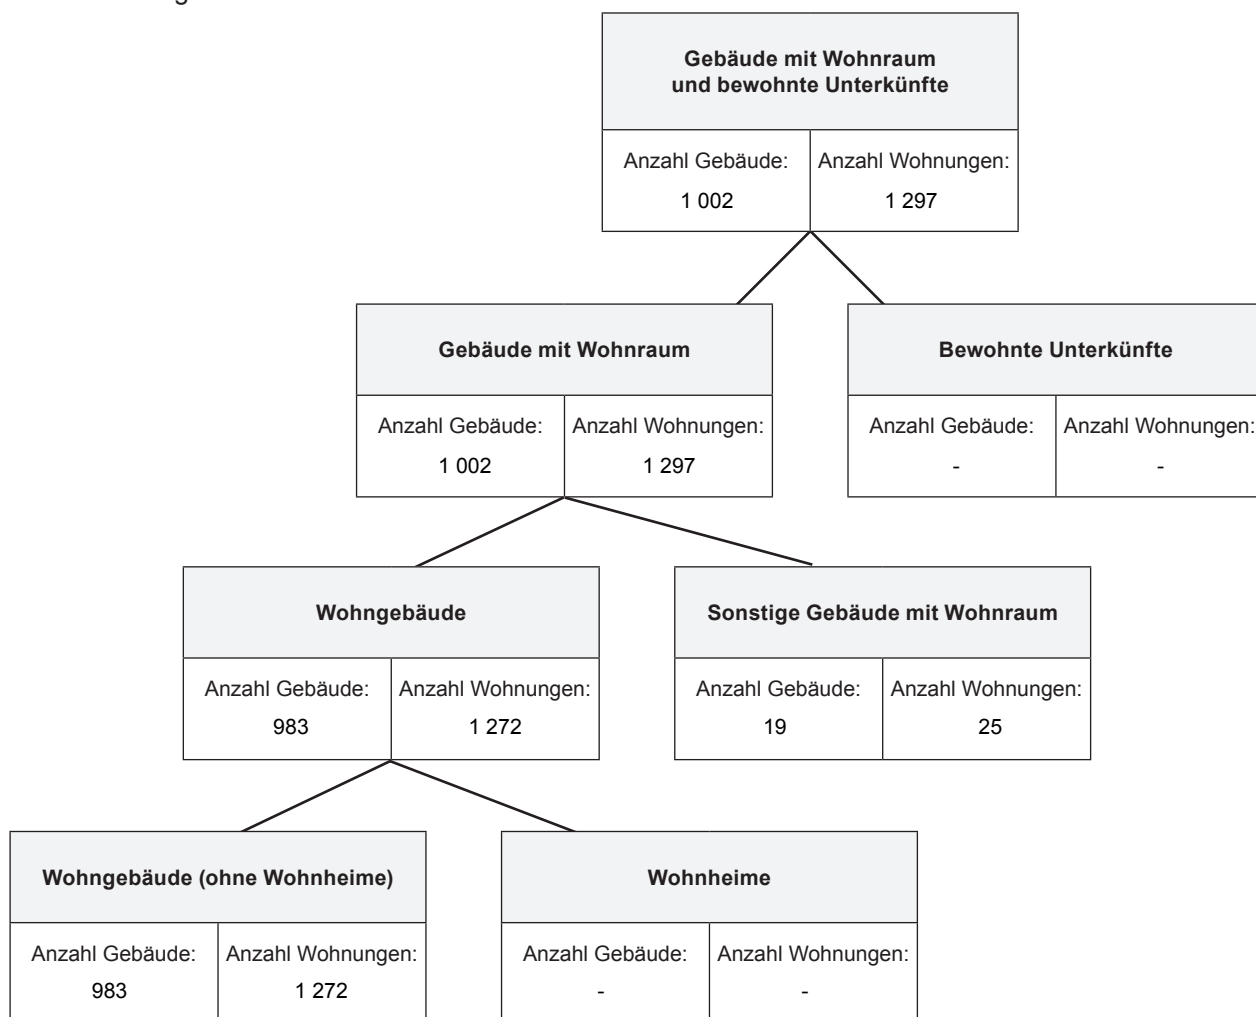 Gebäude mit Wohnraum
und bewohnte Unterkünfte
Anzahl Gebäude: Anzahl Wohnungen:
1 002 1 297
Gebäude mit Wohnraum Bewohnte Unterkünfte
Anzahl Gebäude: Anzahl Wohnungen: Anzahl Gebäude: Anzahl Wohnungen:
1 002 1 297 - -
Wohngebäude Sonstige Gebäude mit Wohnraum
Anzahl Gebäude: Anzahl Wohnungen: Anzahl Gebäude: Anzahl Wohnungen:
983 1 272 19 25
Wohngebäude (ohne Wohnheime) Wohnheime
Anzahl Gebäude: Anzahl Wohnungen: Anzahl Gebäude: Anzahl Wohnungen:
983 1 272 - -